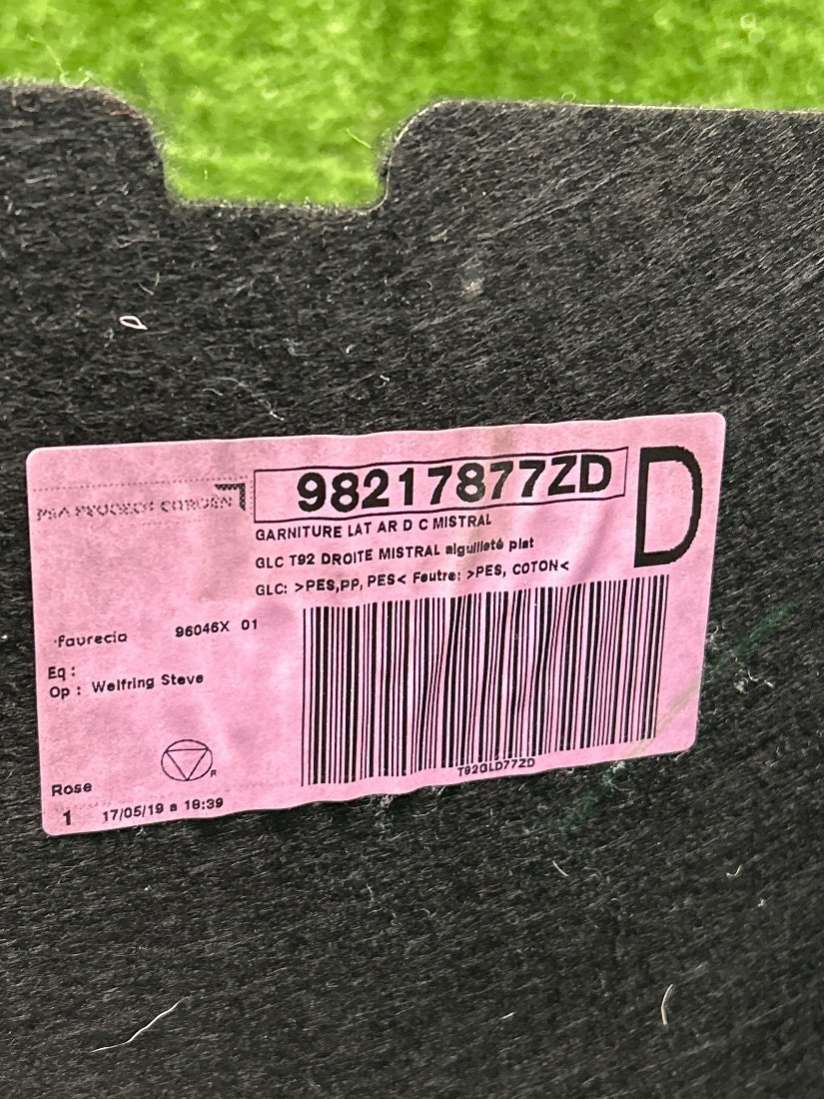 PSA PEUGEOT CITROËN
98217877ZD
D
GARNITURE LAT AR D C MISTRAL
GLC T92 DROITE MISTRAL aiguilleté plat
GLC: >PES,PP, PES< Feutre: >PES, COTON<
faurecia 96046X 01
Eq :
Op : Welfring Steve
R
T92GLD77ZD
Rose
1 17/05/19 a 18:39